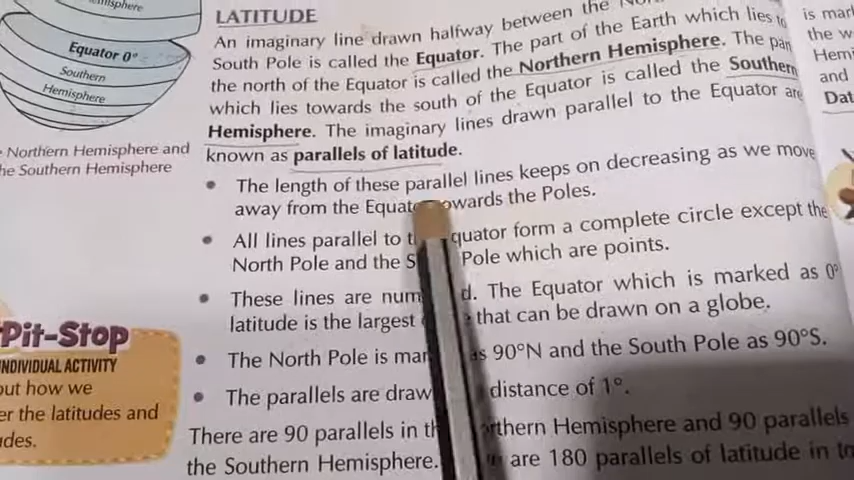 misphere
Equator 0°
Southern
Hemisphere
Northern Hemisphere and
he Southern Hemisphere
LATITUDE
An imaginary line drawn halfway between the
South Pole is called the Equator. The part of the Earth which lies to
the north of the Equator is called the Northern Hemisphere. The par
which lies towards the south of the Equator is called the Southern
Hemisphere. The imaginary lines drawn parallel to the Equator are
known as parallels of latitude.
• The length of these parallel lines keeps on decreasing as we move
away from the Equato owards the Poles.
• All lines parallel to t quator form a complete circle except the
North Pole and the S Pole which are points.
• These lines are num d. The Equator which is marked as 0°
latitude is the largest that can be drawn on a globe.
• The North Pole is mar as 90°N and the South Pole as 90°S.
• The parallels are draw distance of 1°.
There are 90 parallels in t rthern Hemisphere and 90 parallels
the Southern Hemisphere. are 180 parallels of latitude in to
Pit-Stop
INDIVIDUAL ACTIVITY
out how we
er the latitudes and
des.
is mar
the w
Hemi
and
Dat